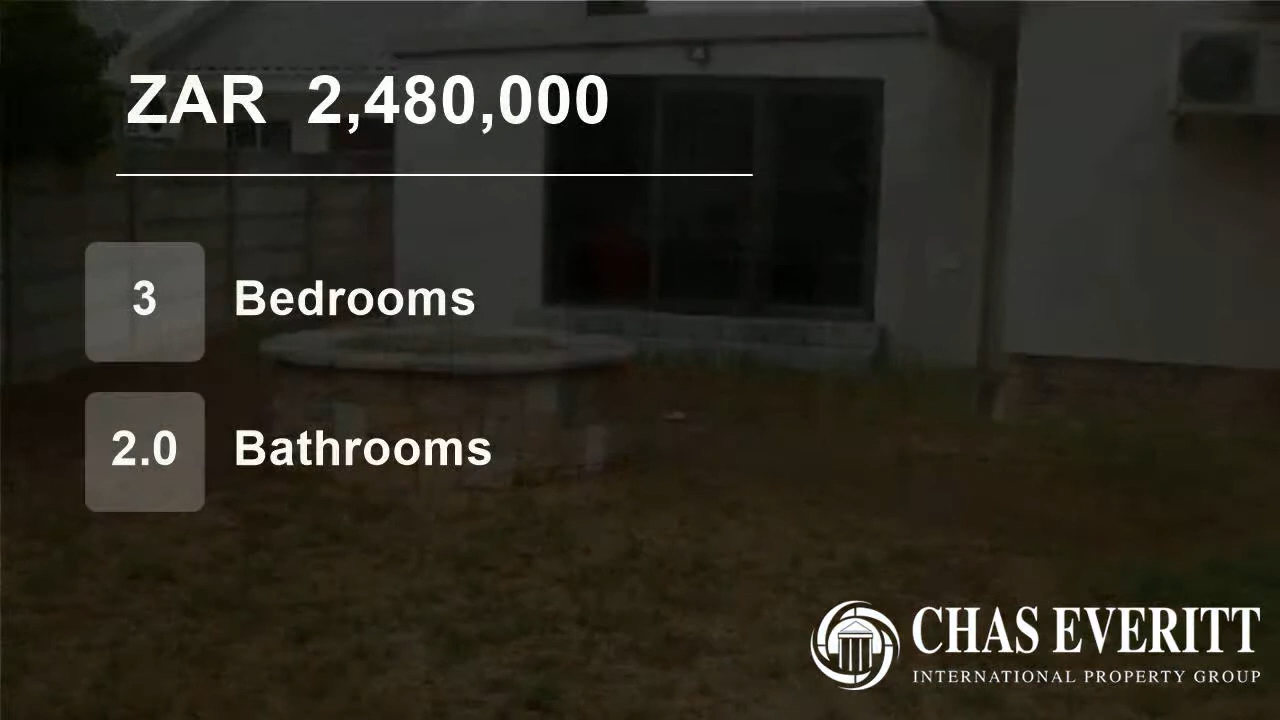 ZAR 2,480,000
3 Bedrooms
2.0 Bathrooms
CHAS EVERITT
INTERNATIONAL PROPERTY GROUP